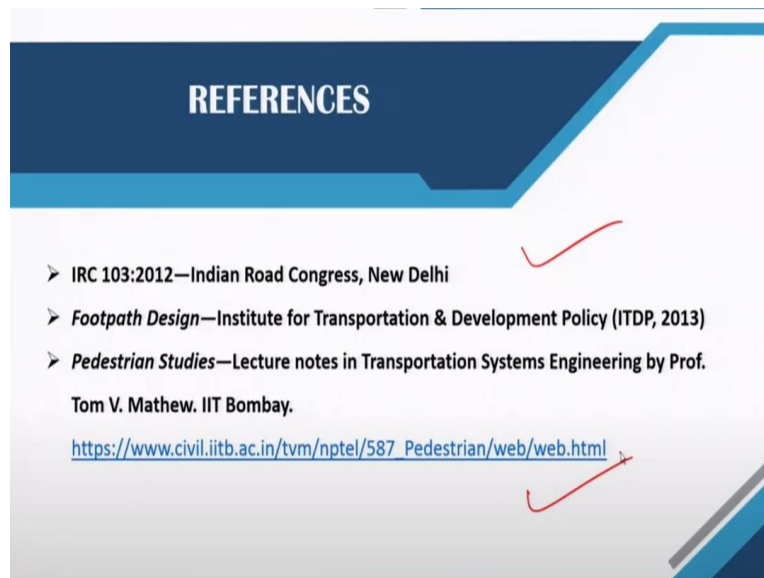 REFERENCES
➢ IRC 103:2012—Indian Road Congress, New Delhi
➢ Footpath Design—Institute for Transportation & Development Policy (ITDP, 2013)
➢ Pedestrian Studies—Lecture notes in Transportation Systems Engineering by Prof.
Tom V. Mathew. IIT Bombay.
https://www.civil.iitb.ac.in/tvm/nptel/587_Pedestrian/web/web.html